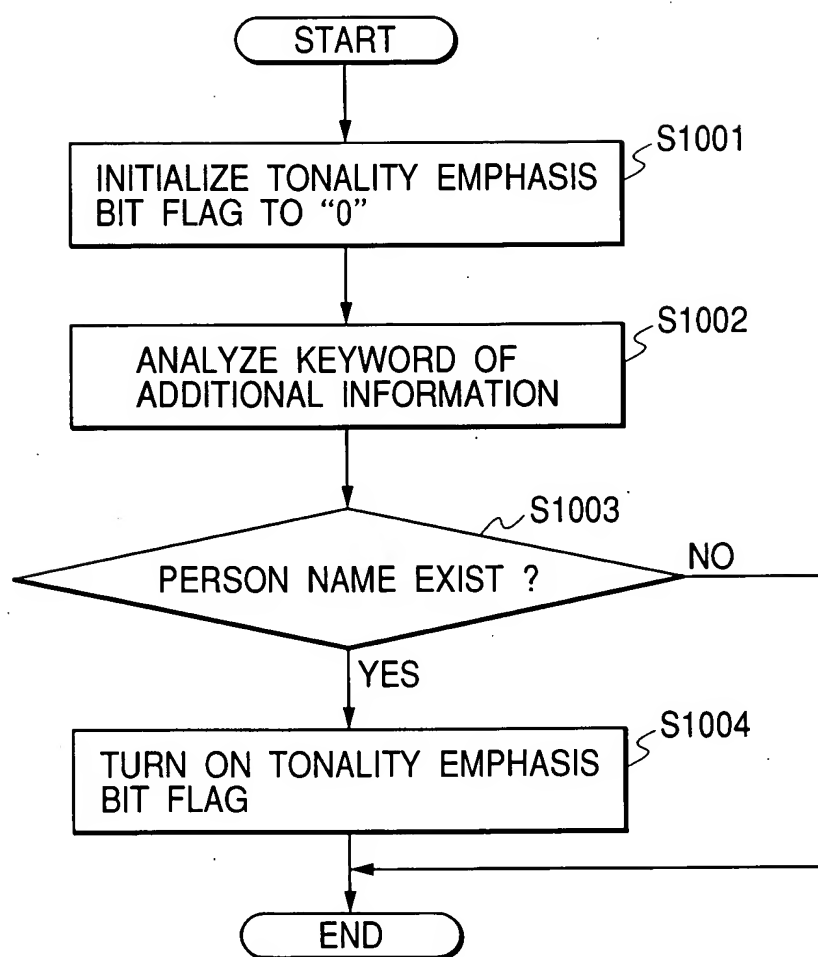 START
S1001
INITIALIZE TONALITY EMPHASIS
BIT FLAG TO “0”
S1002
ANALYZE KEYWORD OF
ADDITIONAL INFORMATION
S1003
PERSON NAME EXIST ?
NO
YES
S1004
TURN ON TONALITY EMPHASIS
BIT FLAG
END